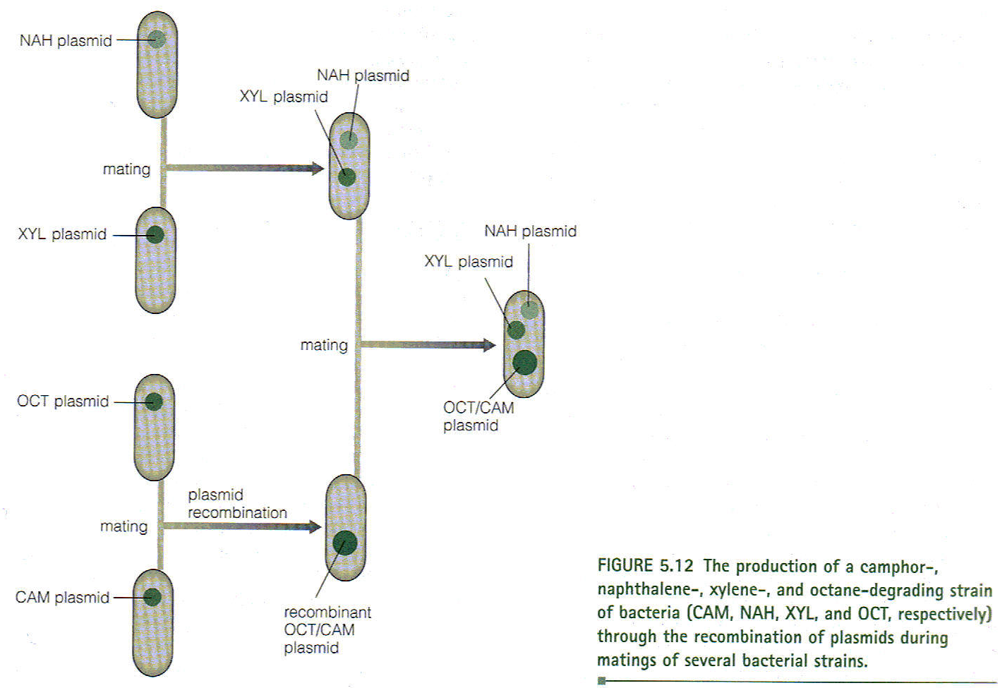 NAH plasmid
mating
XYL plasmid
NAH plasmid
XYL plasmid
OCT plasmid
mating
CAM plasmid
plasmid
recombination
recombinant
OCT/CAM
plasmid
mating
NAH plasmid
XYL plasmid
OCT/CAM
plasmid
FIGURE 5.12 The production of a camphor-,
naphthalene-, xylene-, and octane-degrading strain
of bacteria (CAM, NAH, XYL, and OCT, respectively)
through the recombination of plasmids during
matings of several bacterial strains.